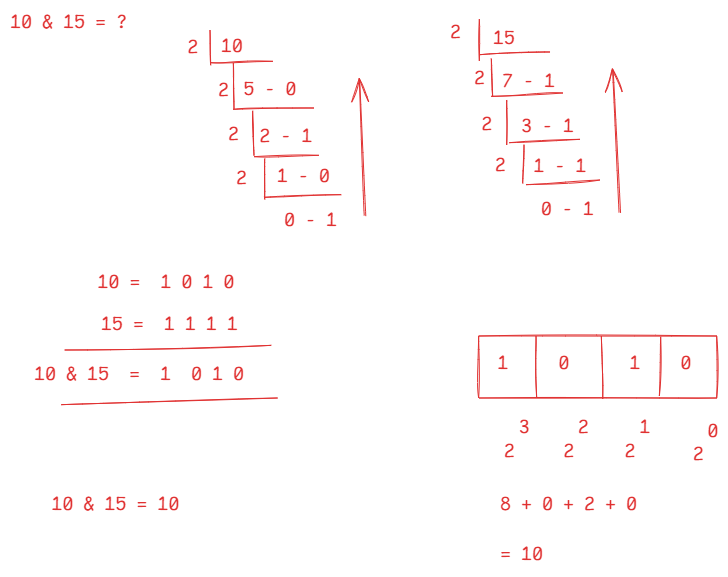 10 & 15 = ?
2 10
2 5 - 0
2 2 - 1
2 1 - 0
0 - 1
2 15
2 7 - 1
2 3 - 1
2 1 - 1
0 - 1
10 = 1 0 1 0
15 = 1 1 1 1
10 & 15 = 1 0 1 0
10 & 15 = 10
1 0 1 0
3 2 1 0
2 2 2 2
8 + 0 + 2 + 0
= 10